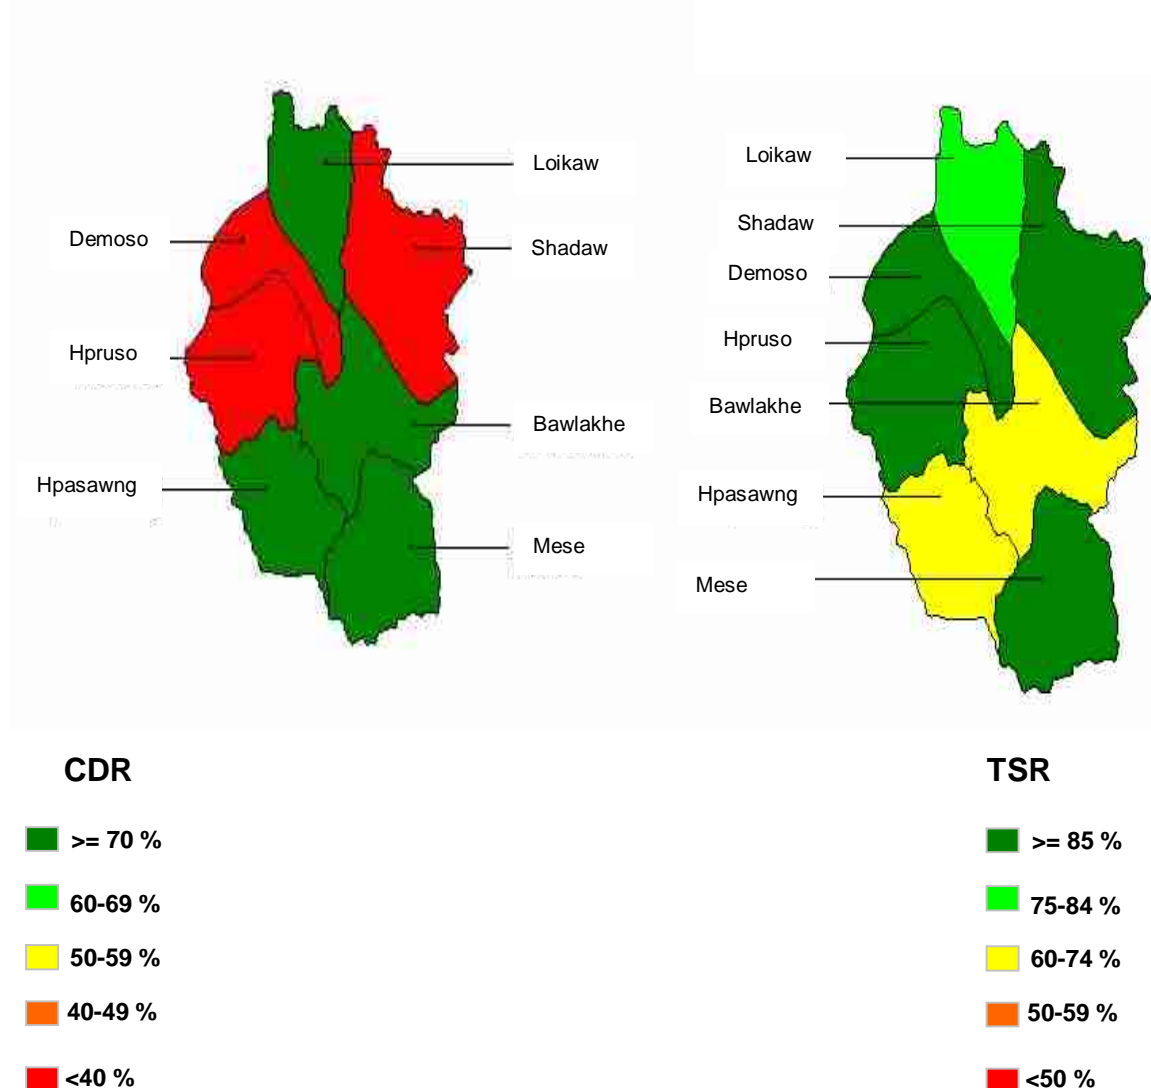 Loikaw
Demoso
Shadaw
Hpruso
Bawlakhe
Hpasawng
Mese
Loikaw
Shadaw
Demoso
Hpruso
Bawlakhe
Hpasawng
Mese
CDR
>= 70 %
60-69 %
50-59 %
40-49 %
<40 %
TSR
>= 85 %
75-84 %
60-74 %
50-59 %
<50 %